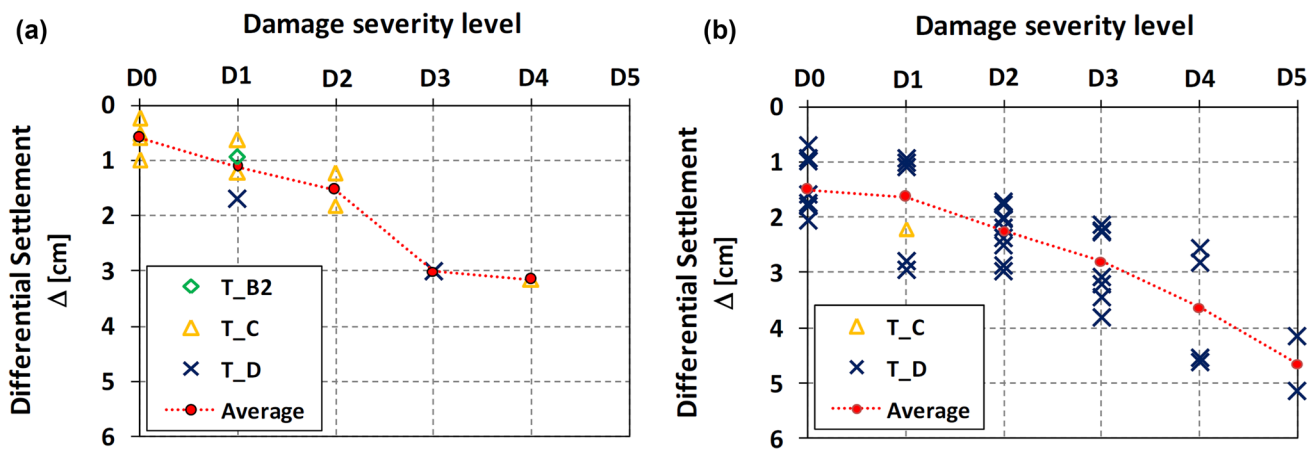 (a)
Damage severity level
D0 D1 D2 D3 D4 D5
Differential Settlement
Δ [cm]
0
1
2
3
4
5
6
T_B2
T_C
T_D
Average
(b)
Damage severity level
D0 D1 D2 D3 D4 D5
Differential Settlement
Δ [cm]
0
1
2
3
4
5
6
T_C
T_D
Average